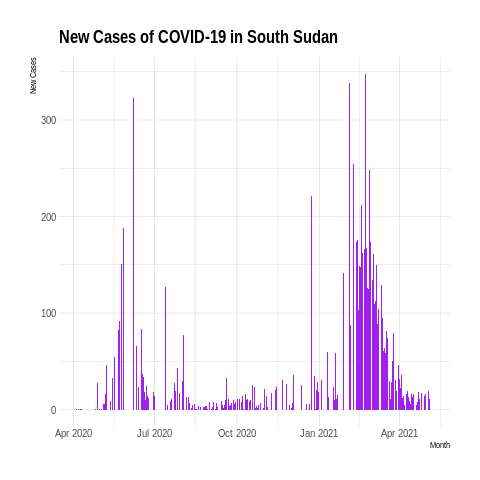 New Cases of COVID-19 in South Sudan
New Cases
300
200
100
0
Apr 2020 Jul 2020 Oct 2020 Jan 2021 Apr 2021
Month